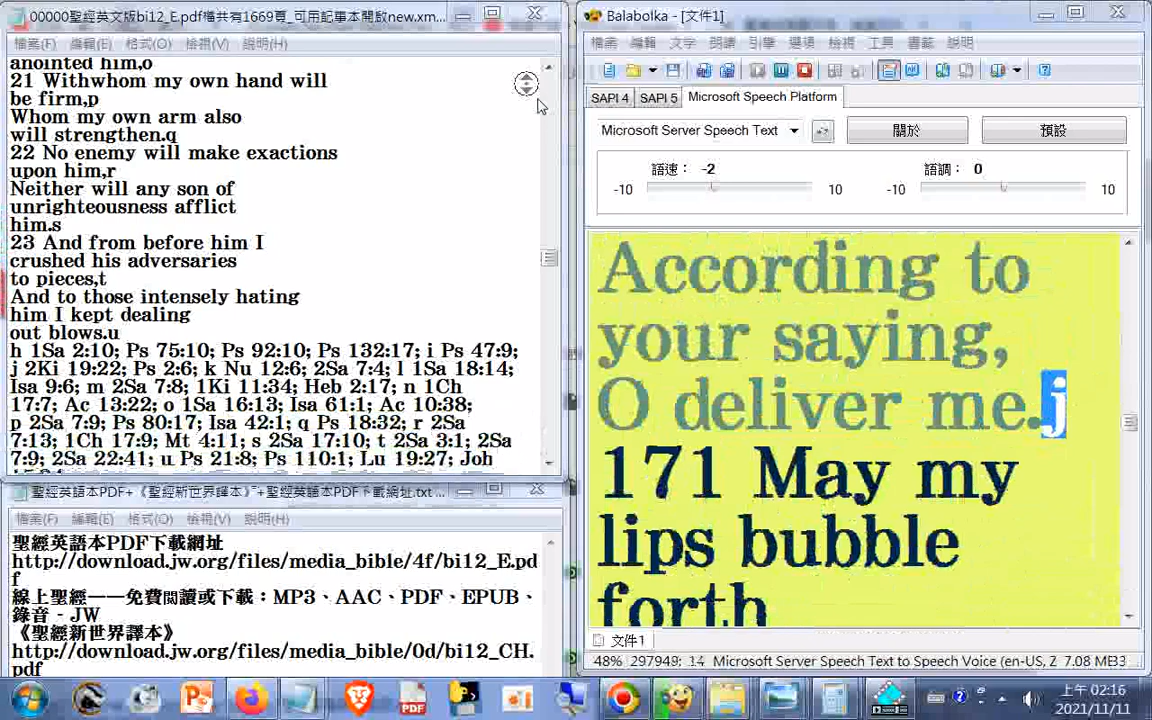 00000聖經英文版bi12_E.pdf檔共有1669頁_可用記事本開啟new.xm...
檔案(F) 編輯(E) 格式(O) 檢視(V) 說明(H)
anointed him,o
21 Withwhom my own hand will
be firm,p
Whom my own arm also
will strengthen.q
22 No enemy will make exactions
upon him,r
Neither will any son of
unrighteousness afflict
him.s
23 And from before him I
crushed his adversaries
to pieces,t
And to those intensely hating
him I kept dealing
out blows.u
h 1Sa 2:10; Ps 75:10; Ps 92:10; Ps 132:17; i Ps 47:9;
j 2Ki 19:22; Ps 2:6; k Nu 12:6; 2Sa 7:4; l 1Sa 18:14;
Isa 9:6; m 2Sa 7:8; 1Ki 11:34; Heb 2:17; n 1Ch
17:7; Ac 13:22; o 1Sa 16:13; Isa 61:1; Ac 10:38;
p 2Sa 7:9; Ps 80:17; Isa 42:1; q Ps 18:32; r 2Sa
7:13; 1Ch 17:9; Mt 4:11; s 2Sa 17:10; t 2Sa 3:1; 2Sa
7:9; 2Sa 22:41; u Ps 21:8; Ps 110:1; Lu 19:27; Joh
聖經英語本PDF+《聖經新世界譯本》+聖經英語本PDF下載網址.txt ...
檔案(F) 編輯(E) 格式(O) 檢視(V) 說明(H)
聖經英語本PDF下載網址
http://download.jw.org/files/media_bible/4f/bi12_E.pd
f
線上聖經——免費閱讀或下載：MP3、AAC、PDF、EPUB、
錄音 - JW
《聖經新世界譯本》
http://download.jw.org/files/media_bible/0d/bi12_CH.
pdf
Balabolka - [文件1]
檔案 編輯 文字 朗讀 引擎 選項 檢視 工具 書籤 說明
SAPI 4 SAPI 5 Microsoft Speech Platform
Microsoft Server Speech Text 關於 預設
語速： -2 語調： 0
-10 10 -10 10
According to
your saying,
O deliver me.j
171 May my
lips bubble
forth
文件1
48% 297949: 14 Microsoft Server Speech Text to Speech Voice (en-US, Z 7.08 MB
上午 02:16
2021/11/11